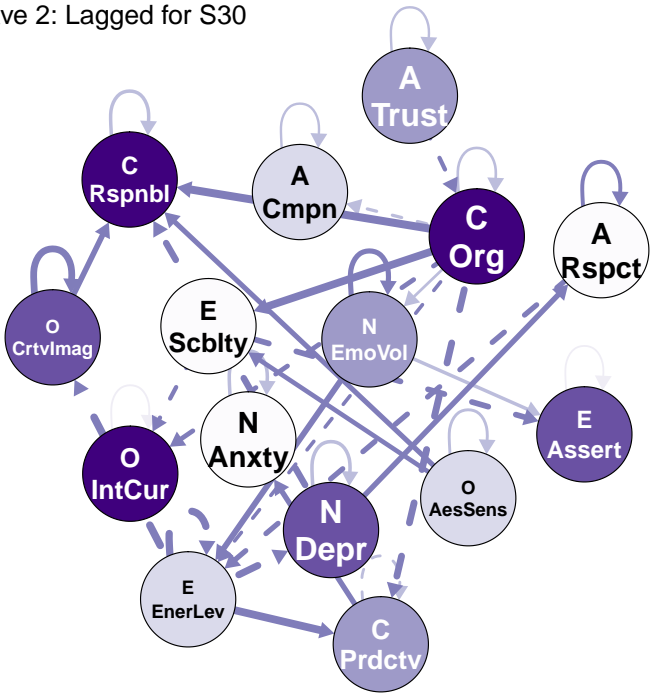 ve 2: Lagged for S30
A
Trust
C
Rspnbl
A
Cmpn
C
Org
A
Rspct
E
Scblty
N
EmoVol
O
CrtvImag
N
Anxty
E
Assert
O
IntCur
O
AesSens
N
Depr
E
EnerLev
C
Prdctv